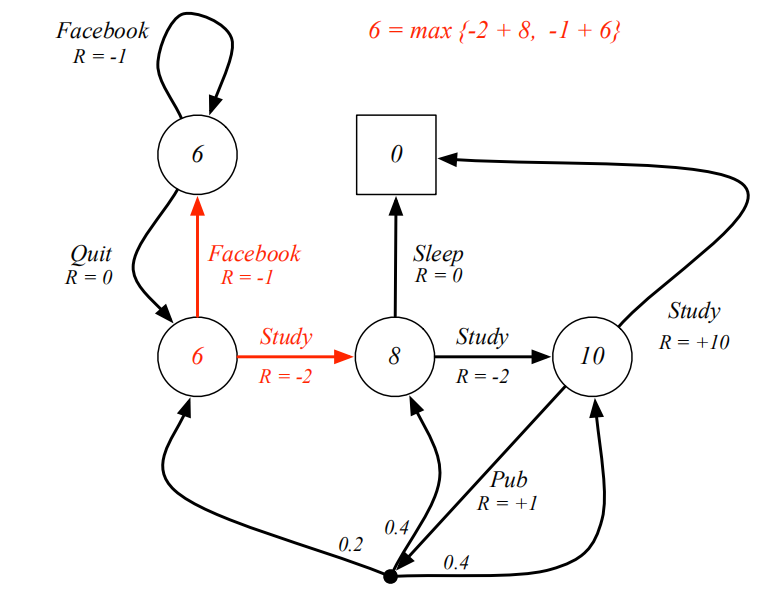 Facebook
R = -1
6 = max {-2 + 8, -1 + 6}
6
0
Quit
R = 0
Facebook
R = -1
Sleep
R = 0
Study
R = +10
6
Study
R = -2
8
Study
R = -2
10
Pub
R = +1
0.4
0.2
0.4